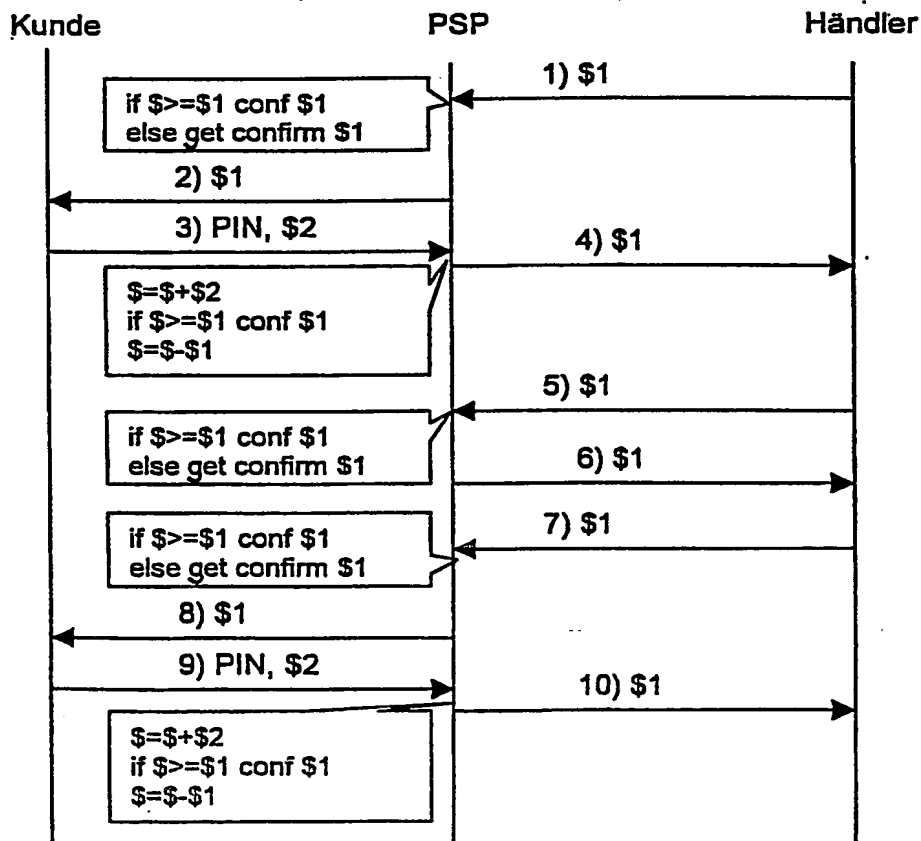 Kunde PSP Händler
1) $1
if $>=$1 conf $1
else get confirm $1
2) $1
3) PIN, $2
4) $1
$=$+$2
if $>=$1 conf $1
$=$-$1
5) $1
if $>=$1 conf $1
else get confirm $1
6) $1
7) $1
if $>=$1 conf $1
else get confirm $1
8) $1
9) PIN, $2
10) $1
$=$+$2
if $>=$1 conf $1
$=$-$1